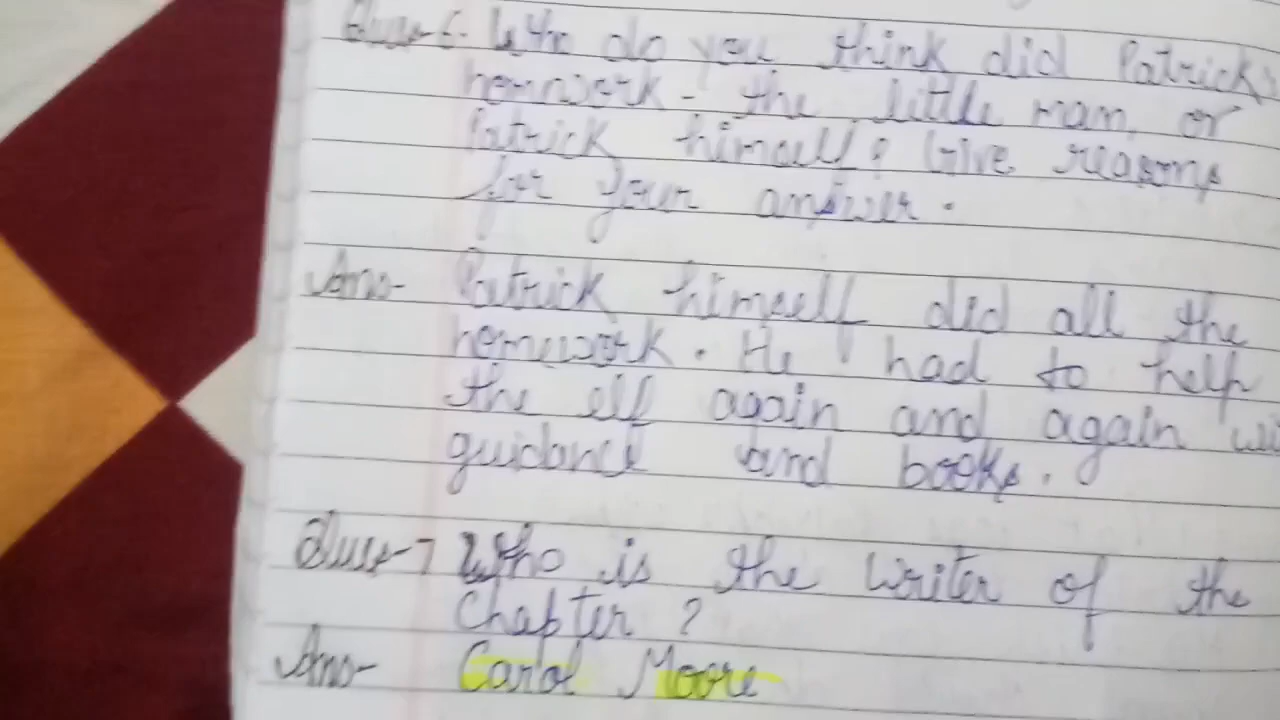 Ques-6. Who do you think did Patrick's
homework - the little man, or
Patrick himself? Give reasons
for your answer.
Ans- Patrick himself did all the
homework. He had to help
the elf again and again wi
guidance and books.
Ques-7 Who is the writer of the
Chapter ?
Ans- Carol Moore